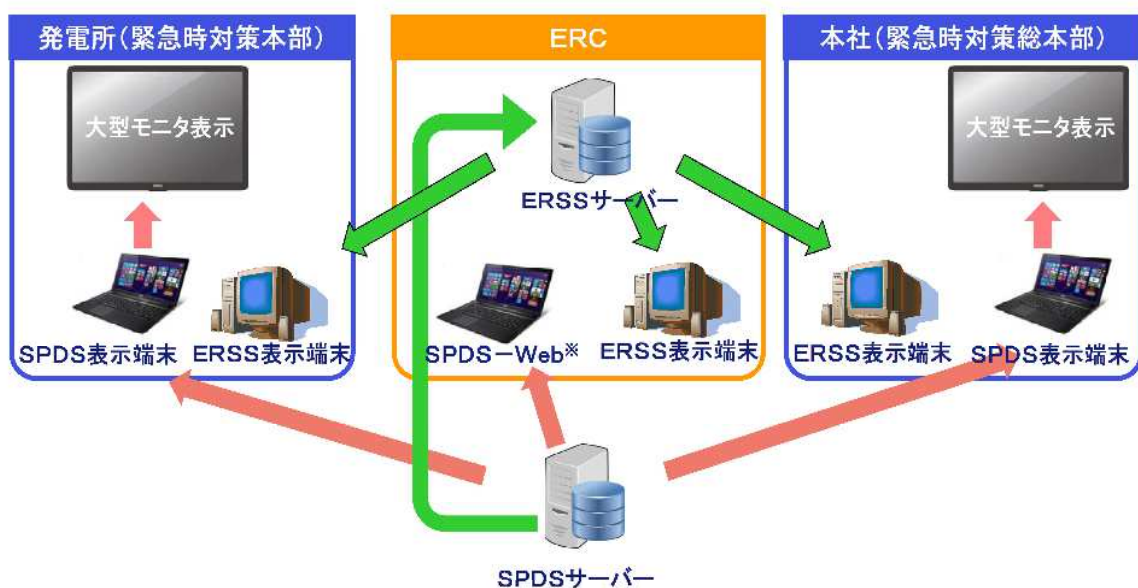 発電所(緊急時対策本部)
大型モニタ表示
SPDS表示端末
ERSS表示端末
ERC
ERSSサーバー
SPDS-Web※
ERSS表示端末
本社(緊急時対策総本部)
大型モニタ表示
ERSS表示端末
SPDS表示端末
SPDSサーバー